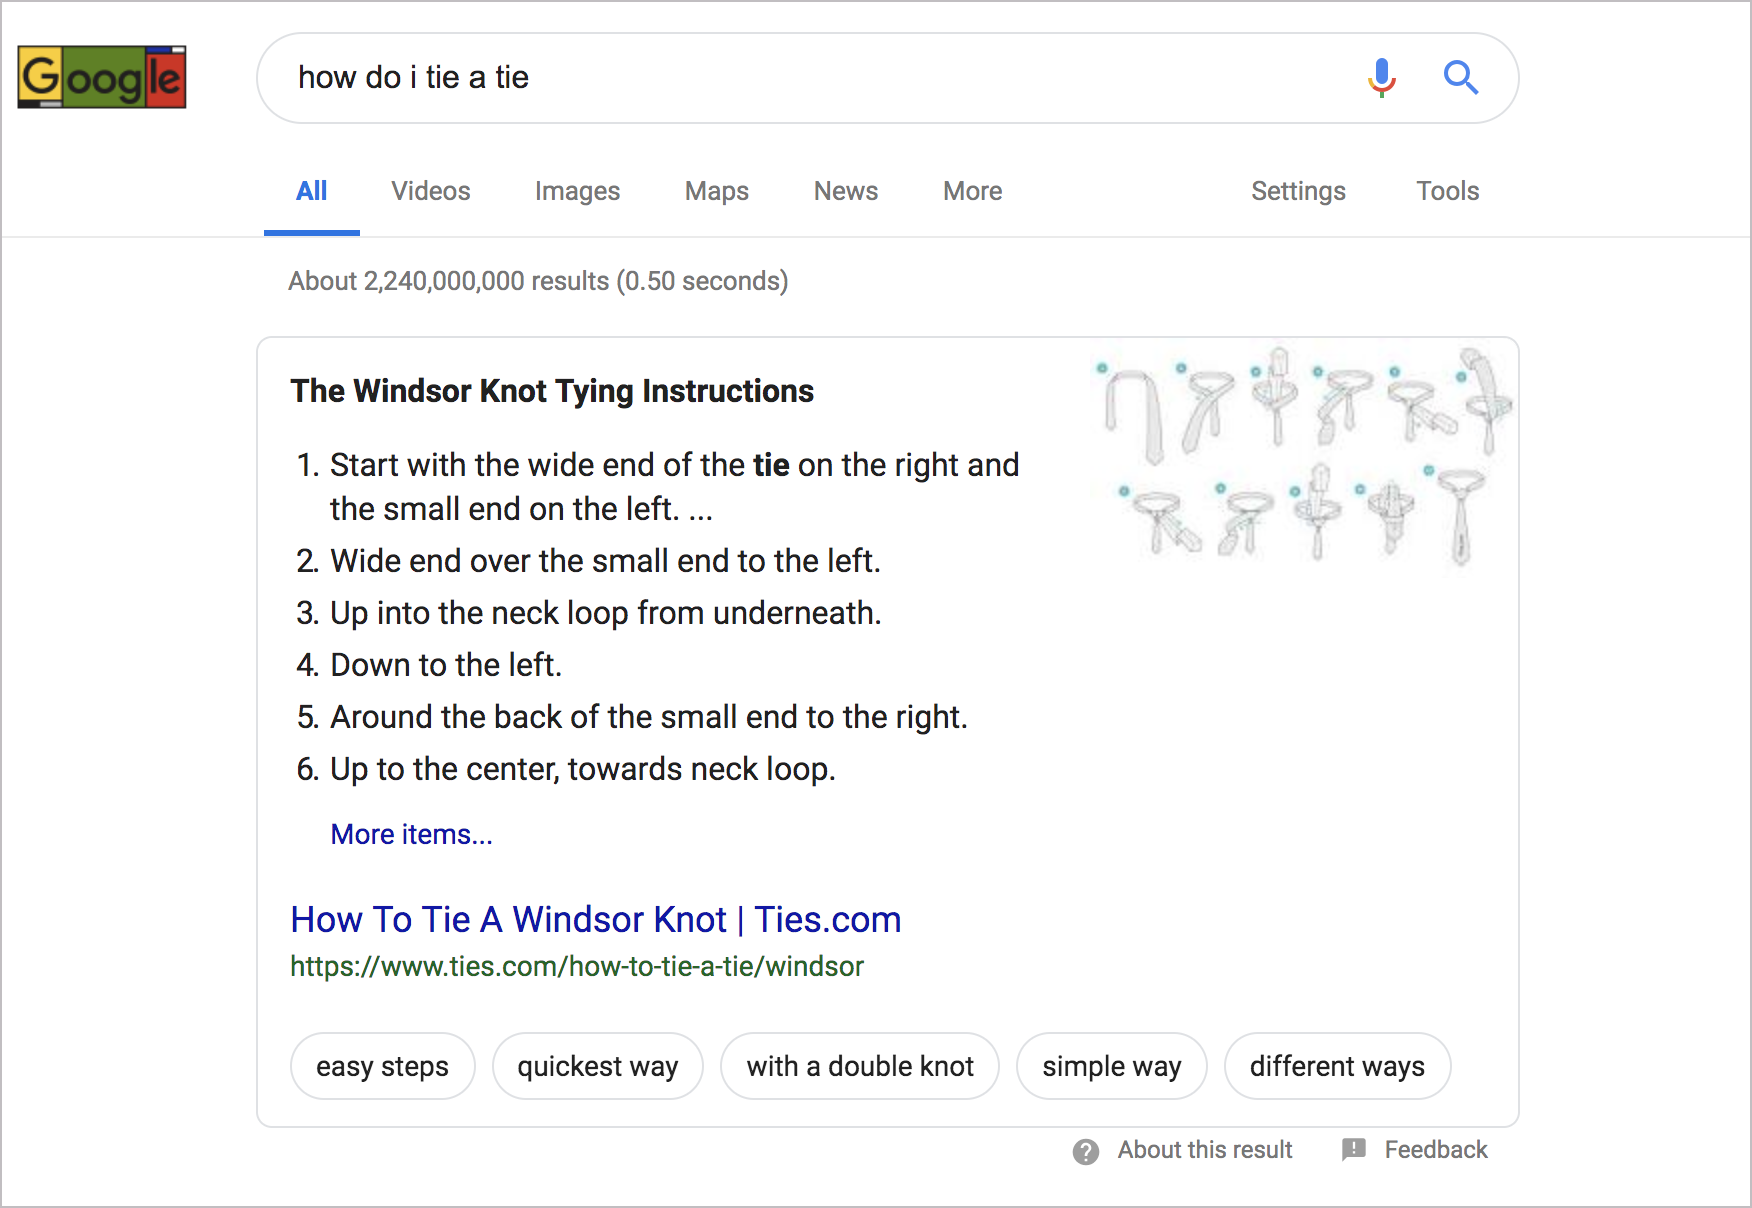 Google
how do i tie a tie
All Videos Images Maps News More Settings Tools
About 2,240,000,000 results (0.50 seconds)
The Windsor Knot Tying Instructions
1. Start with the wide end of the tie on the right and
the small end on the left. ...
2. Wide end over the small end to the left.
3. Up into the neck loop from underneath.
4. Down to the left.
5. Around the back of the small end to the right.
6. Up to the center, towards neck loop.
More items...
How To Tie A Windsor Knot | Ties.com
https://www.ties.com/how-to-tie-a-tie/windsor
easy steps quickest way with a double knot simple way different ways
About this result Feedback